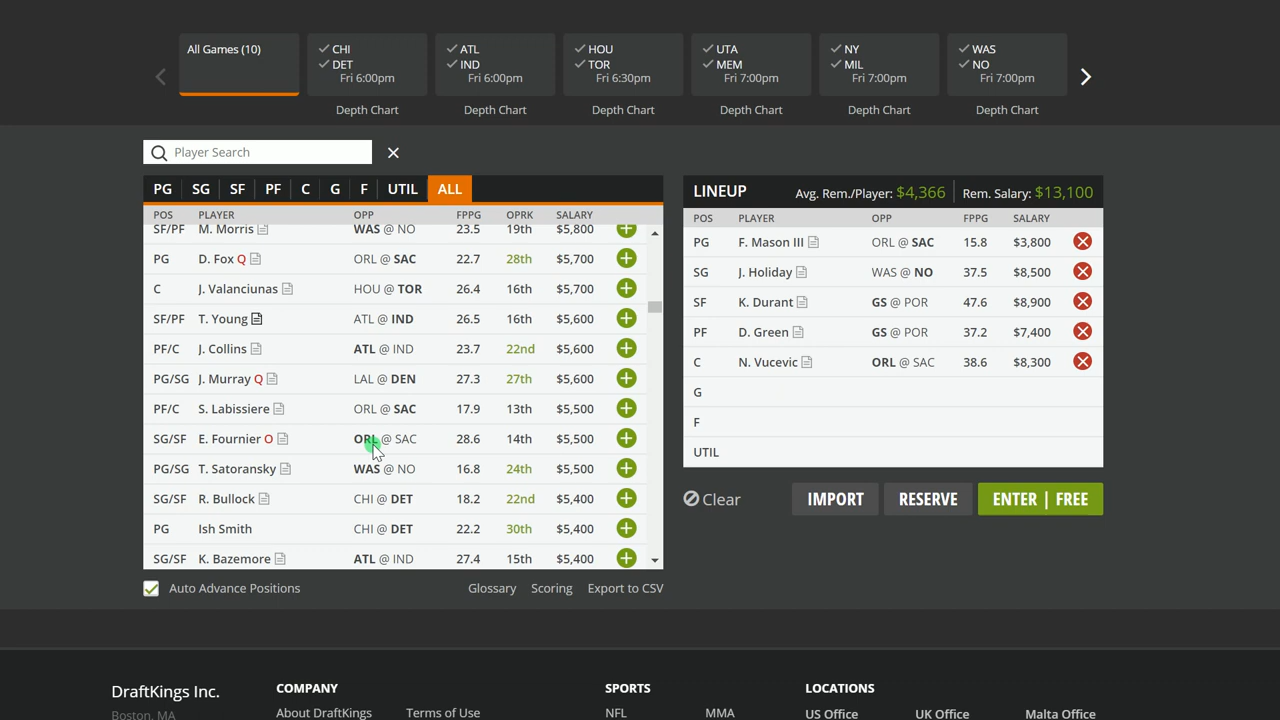 All Games (10)
CHI
DET
Fri 6:00pm
Depth Chart
ATL
IND
Fri 6:00pm
Depth Chart
HOU
TOR
Fri 6:30pm
Depth Chart
UTA
MEM
Fri 7:00pm
Depth Chart
NY
MIL
Fri 7:00pm
Depth Chart
WAS
NO
Fri 7:00pm
Depth Chart
Player Search
PG SG SF PF C G F UTIL ALL
POS PLAYER OPP FPPG OPRK SALARY
SF/PF M. Morris WAS @ NO 23.5 19th $5,800
PG D. Fox Q ORL @ SAC 22.7 28th $5,700
C J. Valanciunas HOU @ TOR 26.4 16th $5,700
SF/PF T. Young ATL @ IND 26.5 16th $5,600
PF/C J. Collins ATL @ IND 23.7 22nd $5,600
PG/SG J. Murray Q LAL @ DEN 27.3 27th $5,600
PF/C S. Labissiere ORL @ SAC 17.9 13th $5,500
SG/SF E. Fournier O ORL @ SAC 28.6 14th $5,500
PG/SG T. Satoransky WAS @ NO 16.8 24th $5,500
SG/SF R. Bullock CHI @ DET 18.2 22nd $5,400
PG Ish Smith CHI @ DET 22.2 30th $5,400
SG/SF K. Bazemore ATL @ IND 27.4 15th $5,400
Auto Advance Positions
Glossary Scoring Export to CSV
LINEUP Avg. Rem./Player: $4,366 Rem. Salary: $13,100
POS PLAYER OPP FPPG SALARY
PG F. Mason III ORL @ SAC 15.8 $3,800
SG J. Holiday WAS @ NO 37.5 $8,500
SF K. Durant GS @ POR 47.6 $8,900
PF D. Green GS @ POR 37.2 $7,400
C N. Vucevic ORL @ SAC 38.6 $8,300
G
F
UTIL
Clear IMPORT RESERVE ENTER | FREE
DraftKings Inc.
Boston, MA
COMPANY
About DraftKings Terms of Use
SPORTS
NFL MMA
LOCATIONS
US Office UK Office Malta Office